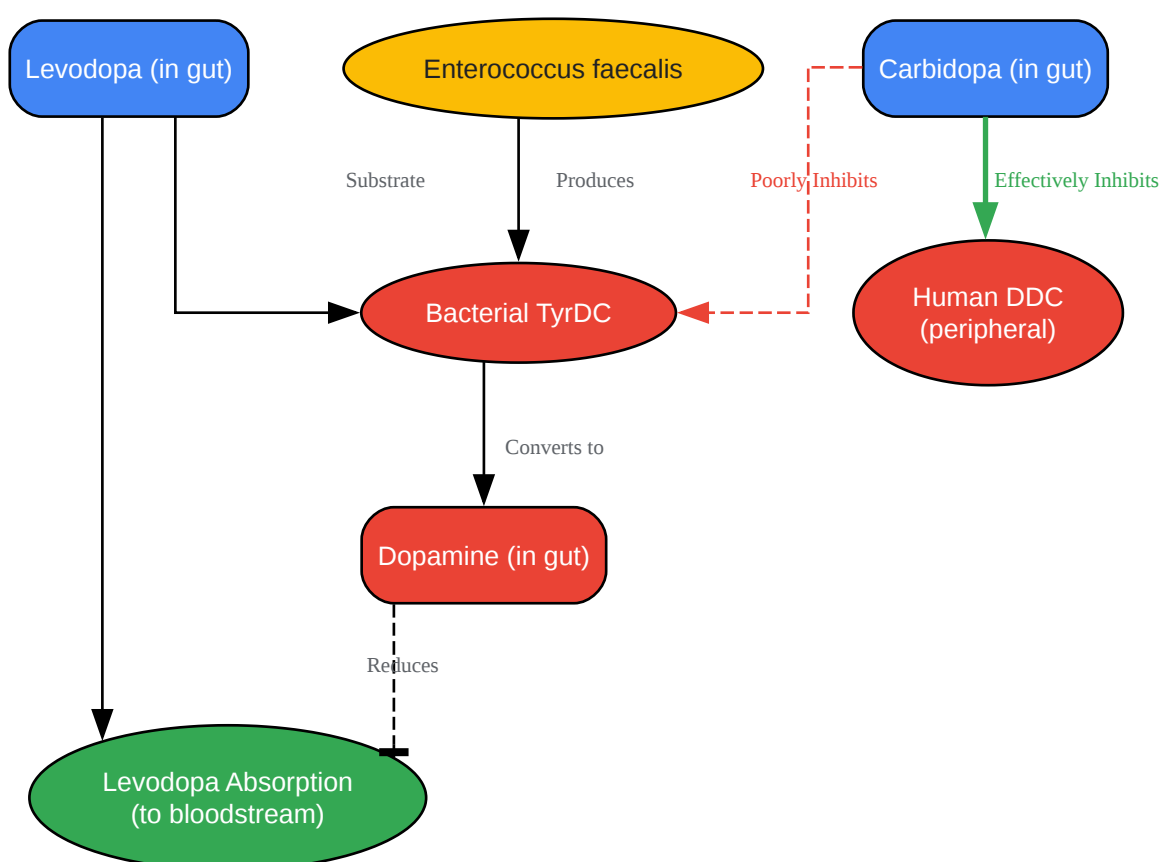 Levodopa (in gut)
Enterococcus faecalis
Carbidopa (in gut)
Substrate
Produces
Poorly Inhibits
Effectively Inhibits
Bacterial TyrDC
Human DDC
(peripheral)
Converts to
Dopamine (in gut)
Reduces
Levodopa Absorption
(to bloodstream)